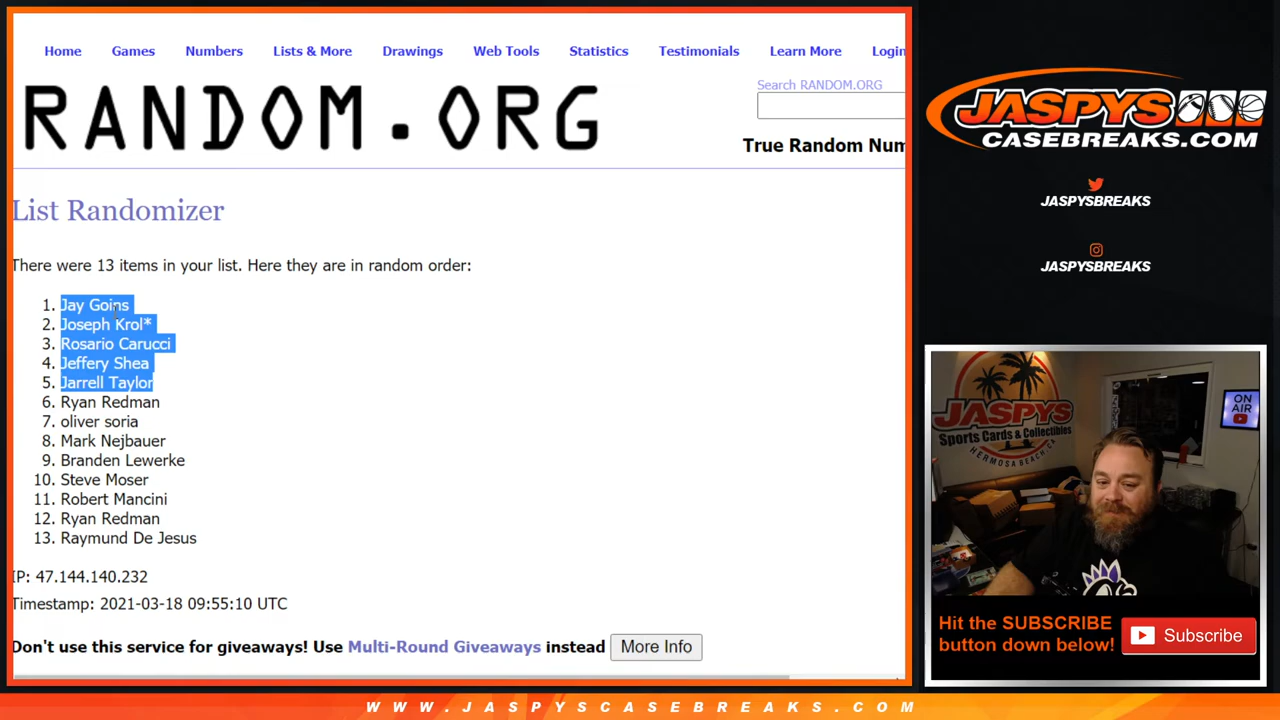 Home Games Numbers Lists & More Drawings Web Tools Statistics Testimonials Learn More Login
RANDOM.ORG
Search RANDOM.ORG
True Random Num
List Randomizer
There were 13 items in your list. Here they are in random order:
1. Jay Goins
2. Joseph Krol*
3. Rosario Carucci
4. Jeffery Shea
5. Jarrell Taylor
6. Ryan Redman
7. oliver soria
8. Mark Nejbauer
9. Branden Lewerke
10. Steve Moser
11. Robert Mancini
12. Ryan Redman
13. Raymund De Jesus
IP: 47.144.140.232
Timestamp: 2021-03-18 09:55:10 UTC
Don't use this service for giveaways! Use Multi-Round Giveaways instead More Info
JASPYS
CASEBREAKS.COM
JASPYSBREAKS
JASPYSBREAKS
JASPYS
Sports Cards & Collectibles
HERMOSA BEACH, CA
ON
AIR
Hit the SUBSCRIBE
button down below!
Subscribe
WWW.JASPYSCASEBREAKS.COM